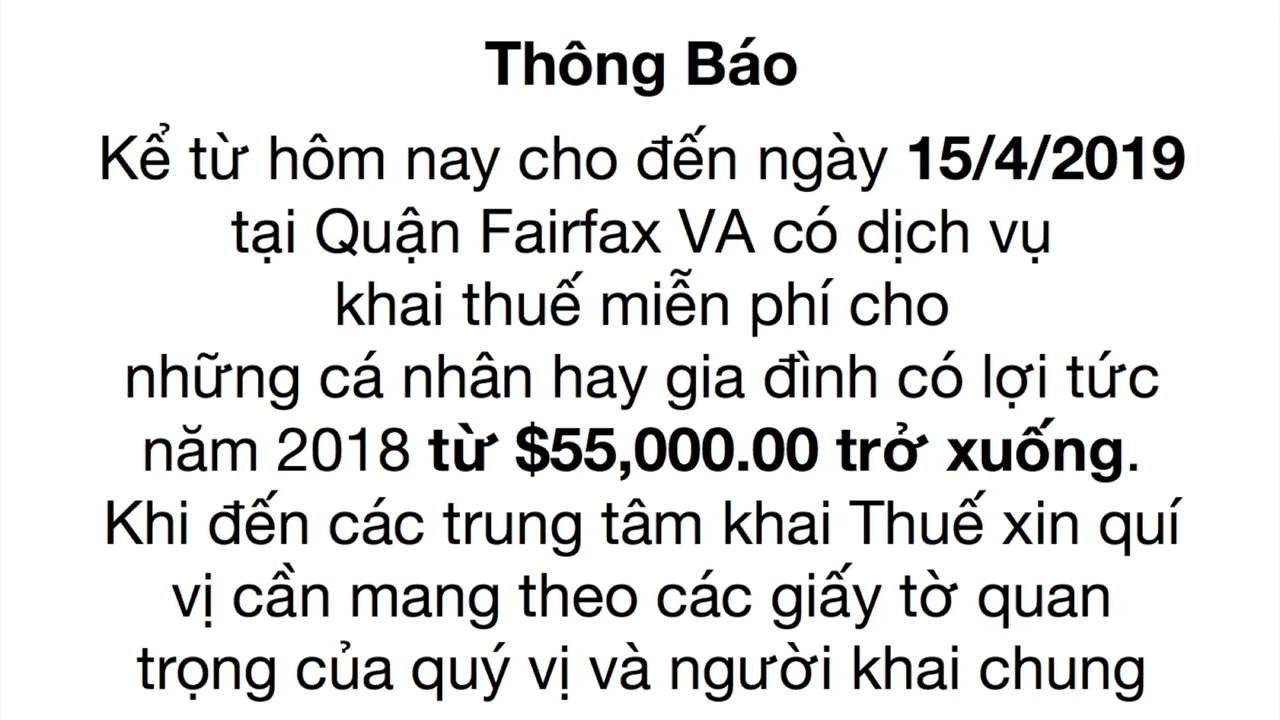 Thông Báo
Kể từ hôm nay cho đến ngày 15/4/2019
tại Quận Fairfax VA có dịch vụ
khai thuế miễn phí cho
những cá nhân hay gia đình có lợi tức
năm 2018 từ $55,000.00 trở xuống.
Khi đến các trung tâm khai Thuế xin quí
vị cần mang theo các giấy tờ quan
trọng của quý vị và người khai chung